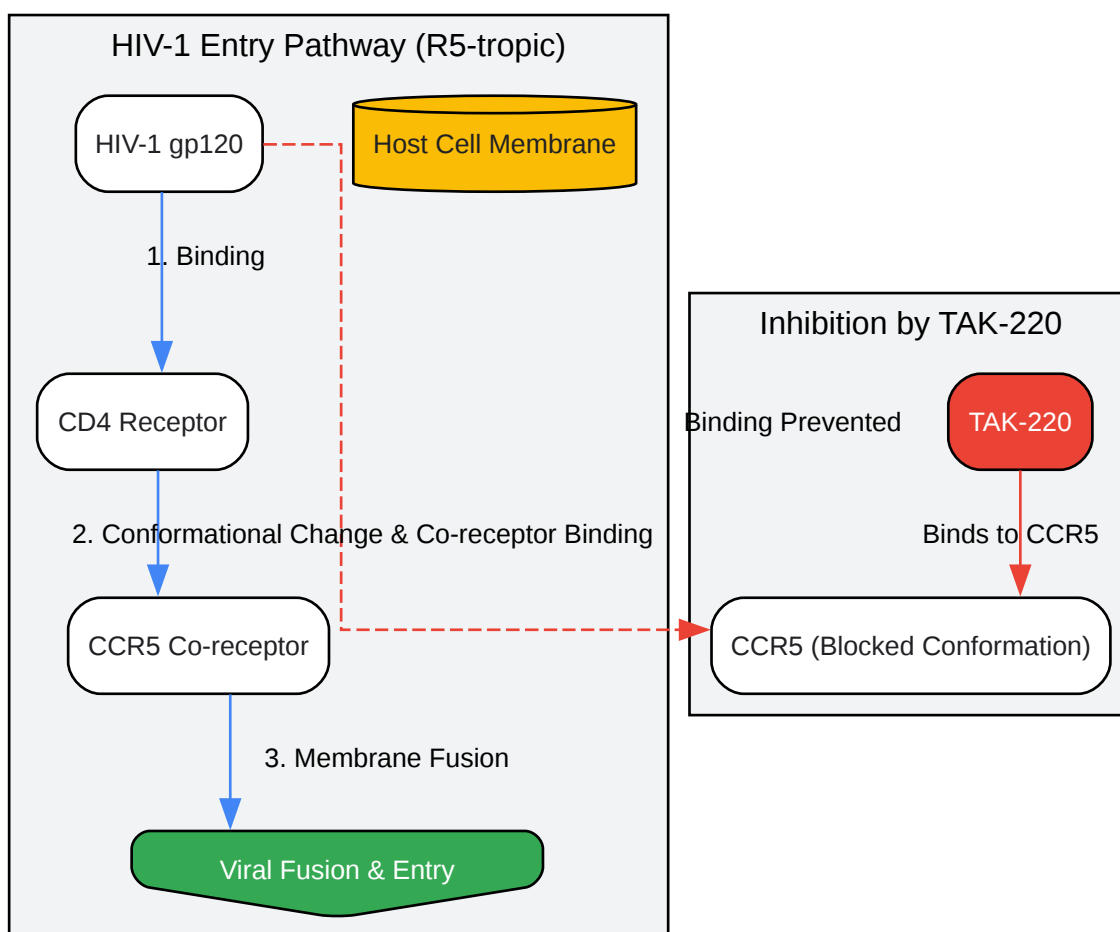 HIV-1 Entry Pathway (R5-tropic)
HIV-1 gp120
Host Cell Membrane
1. Binding
Inhibition by TAK-220
CD4 Receptor
Binding Prevented
TAK-220
2. Conformational Change & Co-receptor Binding
Binds to CCR5
CCR5 Co-receptor
CCR5 (Blocked Conformation)
3. Membrane Fusion
Viral Fusion & Entry